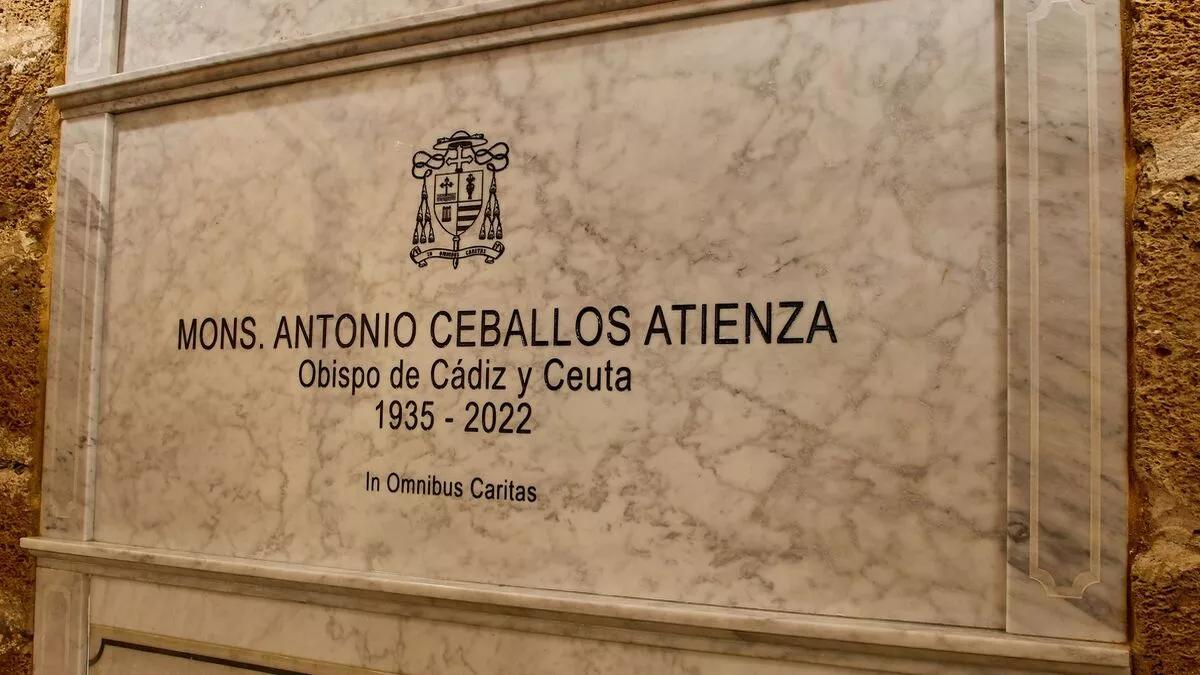 IN OMNIBUS CARITAS
MONS. ANTONIO CEBALLOS ATIENZA
Obispo de Cádiz y Ceuta
1935 - 2022
In Omnibus Caritas